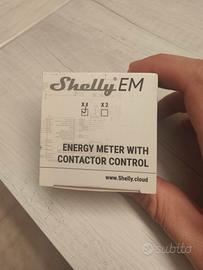 Shelly EM
X 1 X 2
ENERGY METER WITH
CONTACTOR CONTROL
www.Shelly.cloud
subito